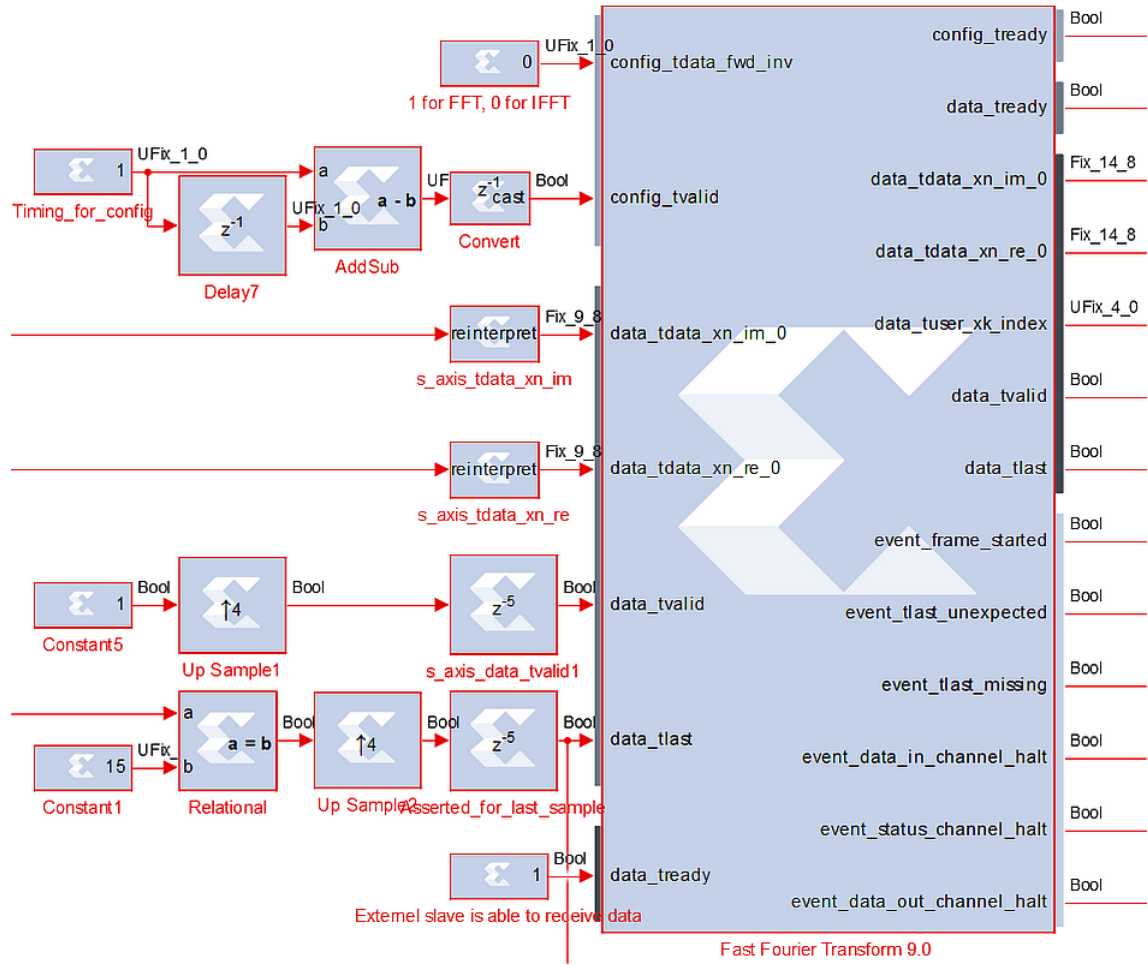 0
UFix_1_0
1 for FFT, 0 for IFFT
1
UFix_1_0
Timing_for_config
z-1
Delay7
UFix_1_0
a
b
a - b
AddSub
UF
z-1
cast
Convert
Bool
reinterpret
Fix_9_8
s_axis_tdata_xn_im
reinterpret
Fix_9_8
s_axis_tdata_xn_re
1
Bool
Constant5
↑4
Up Sample1
Bool
z-5
s_axis_data_tvalid1
Bool
15
UFix_
Constant1
a
b
a = b
Relational
Bool
↑4
Up Sample2
Bool
z-5
Asserted_for_last_sample
Bool
1
Bool
Externel slave is able to receive data
config_tdata_fwd_inv
config_tvalid
data_tdata_xn_im_0
data_tdata_xn_re_0
data_tvalid
data_tlast
data_tready
config_tready
data_tready
data_tdata_xn_im_0
data_tdata_xn_re_0
data_tuser_xk_index
data_tvalid
data_tlast
event_frame_started
event_tlast_unexpected
event_tlast_missing
event_data_in_channel_halt
event_status_channel_halt
event_data_out_channel_halt
Bool
Bool
Fix_14_8
Fix_14_8
UFix_4_0
Bool
Bool
Bool
Bool
Bool
Bool
Bool
Bool
Fast Fourier Transform 9.0